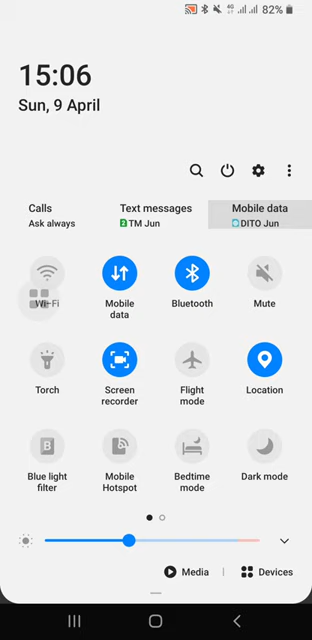 4G 82%
15:06
Sun, 9 April
Calls Text messages Mobile data
Ask always 2 TM Jun DITO Jun
Wi-Fi Mobile data Bluetooth Mute
Torch Screen recorder Flight mode Location
Blue light filter Mobile Hotspot Bedtime mode Dark mode
Media | Devices